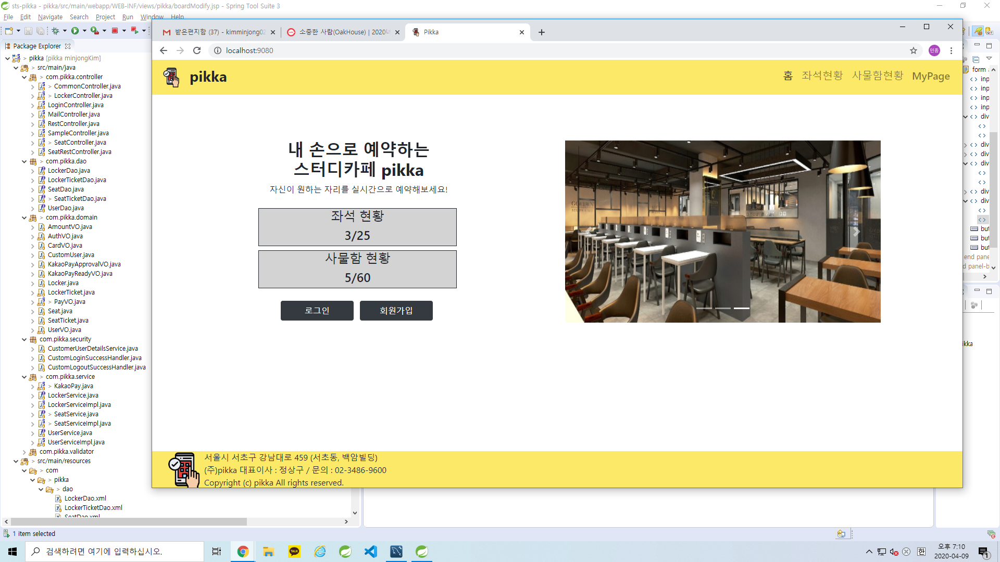 sts-pikka - pikka/src/main/webapp/WEB-INF/views/pikka/boardModify.jsp - Spring Tool Suite 3
File Edit Navigate Search Project Run Window Help
Package Explorer
> pikka [pikka minjongKim]
> src/main/java
> com.pikka.controller
> CommonController.java
> LockerController.java
LoginController.java
MailController.java
RestController.java
SampleController.java
> SeatController.java
SeatRestController.java
> com.pikka.dao
LockerDao.java
LockerTicketDao.java
SeatDao.java
> SeatTicketDao.java
UserDao.java
> com.pikka.domain
AmountVO.java
AuthVO.java
CardVO.java
CustomUser.java
KakaoPayApprovalVO.java
KakaoPayReadyVO.java
Locker.java
LockerTicket.java
> PayVO.java
Seat.java
SeatTicket.java
UserVO.java
com.pikka.security
CustomerUserDetailsService.java
CustomLoginSuccessHandler.java
CustomLogoutSuccessHandler.java
> com.pikka.service
> KakaoPay.java
LockerService.java
LockerServiceImpl.java
> SeatService.java
> SeatServiceImpl.java
UserService.java
UserServiceImpl.java
com.pikka.validator
> src/main/resources
> com
> pikka
> dao
LockerDao.xml
LockerTicketDao.xml
SeatDao.xml
1 item selected
받은편지함 (37) - kimminjong02
소중한 사람(OakHouse) | 2020년
Pikka
localhost:9080
민종
pikka
홈 좌석현황 사물함현황 MyPage
내 손으로 예약하는
스터디카페 pikka
자신이 원하는 자리를 실시간으로 예약해보세요!
좌석 현황
3/25
사물함 현황
5/60
로그인 회원가입
GOLDEN
서울시 서초구 강남대로 459 (서초동, 백암빌딩)
(주)pikka 대표이사 : 정상구 / 문의 : 02-3486-9600
Copyright (c) pikka All rights reserved.
form
inp
inp
inp
inp
div
div
div
div
div
div
but
but
but
end pane
d panel-b
ikka
검색하려면 여기에 입력하십시오.
TALK
한
오후 7:10
2020-04-09
1